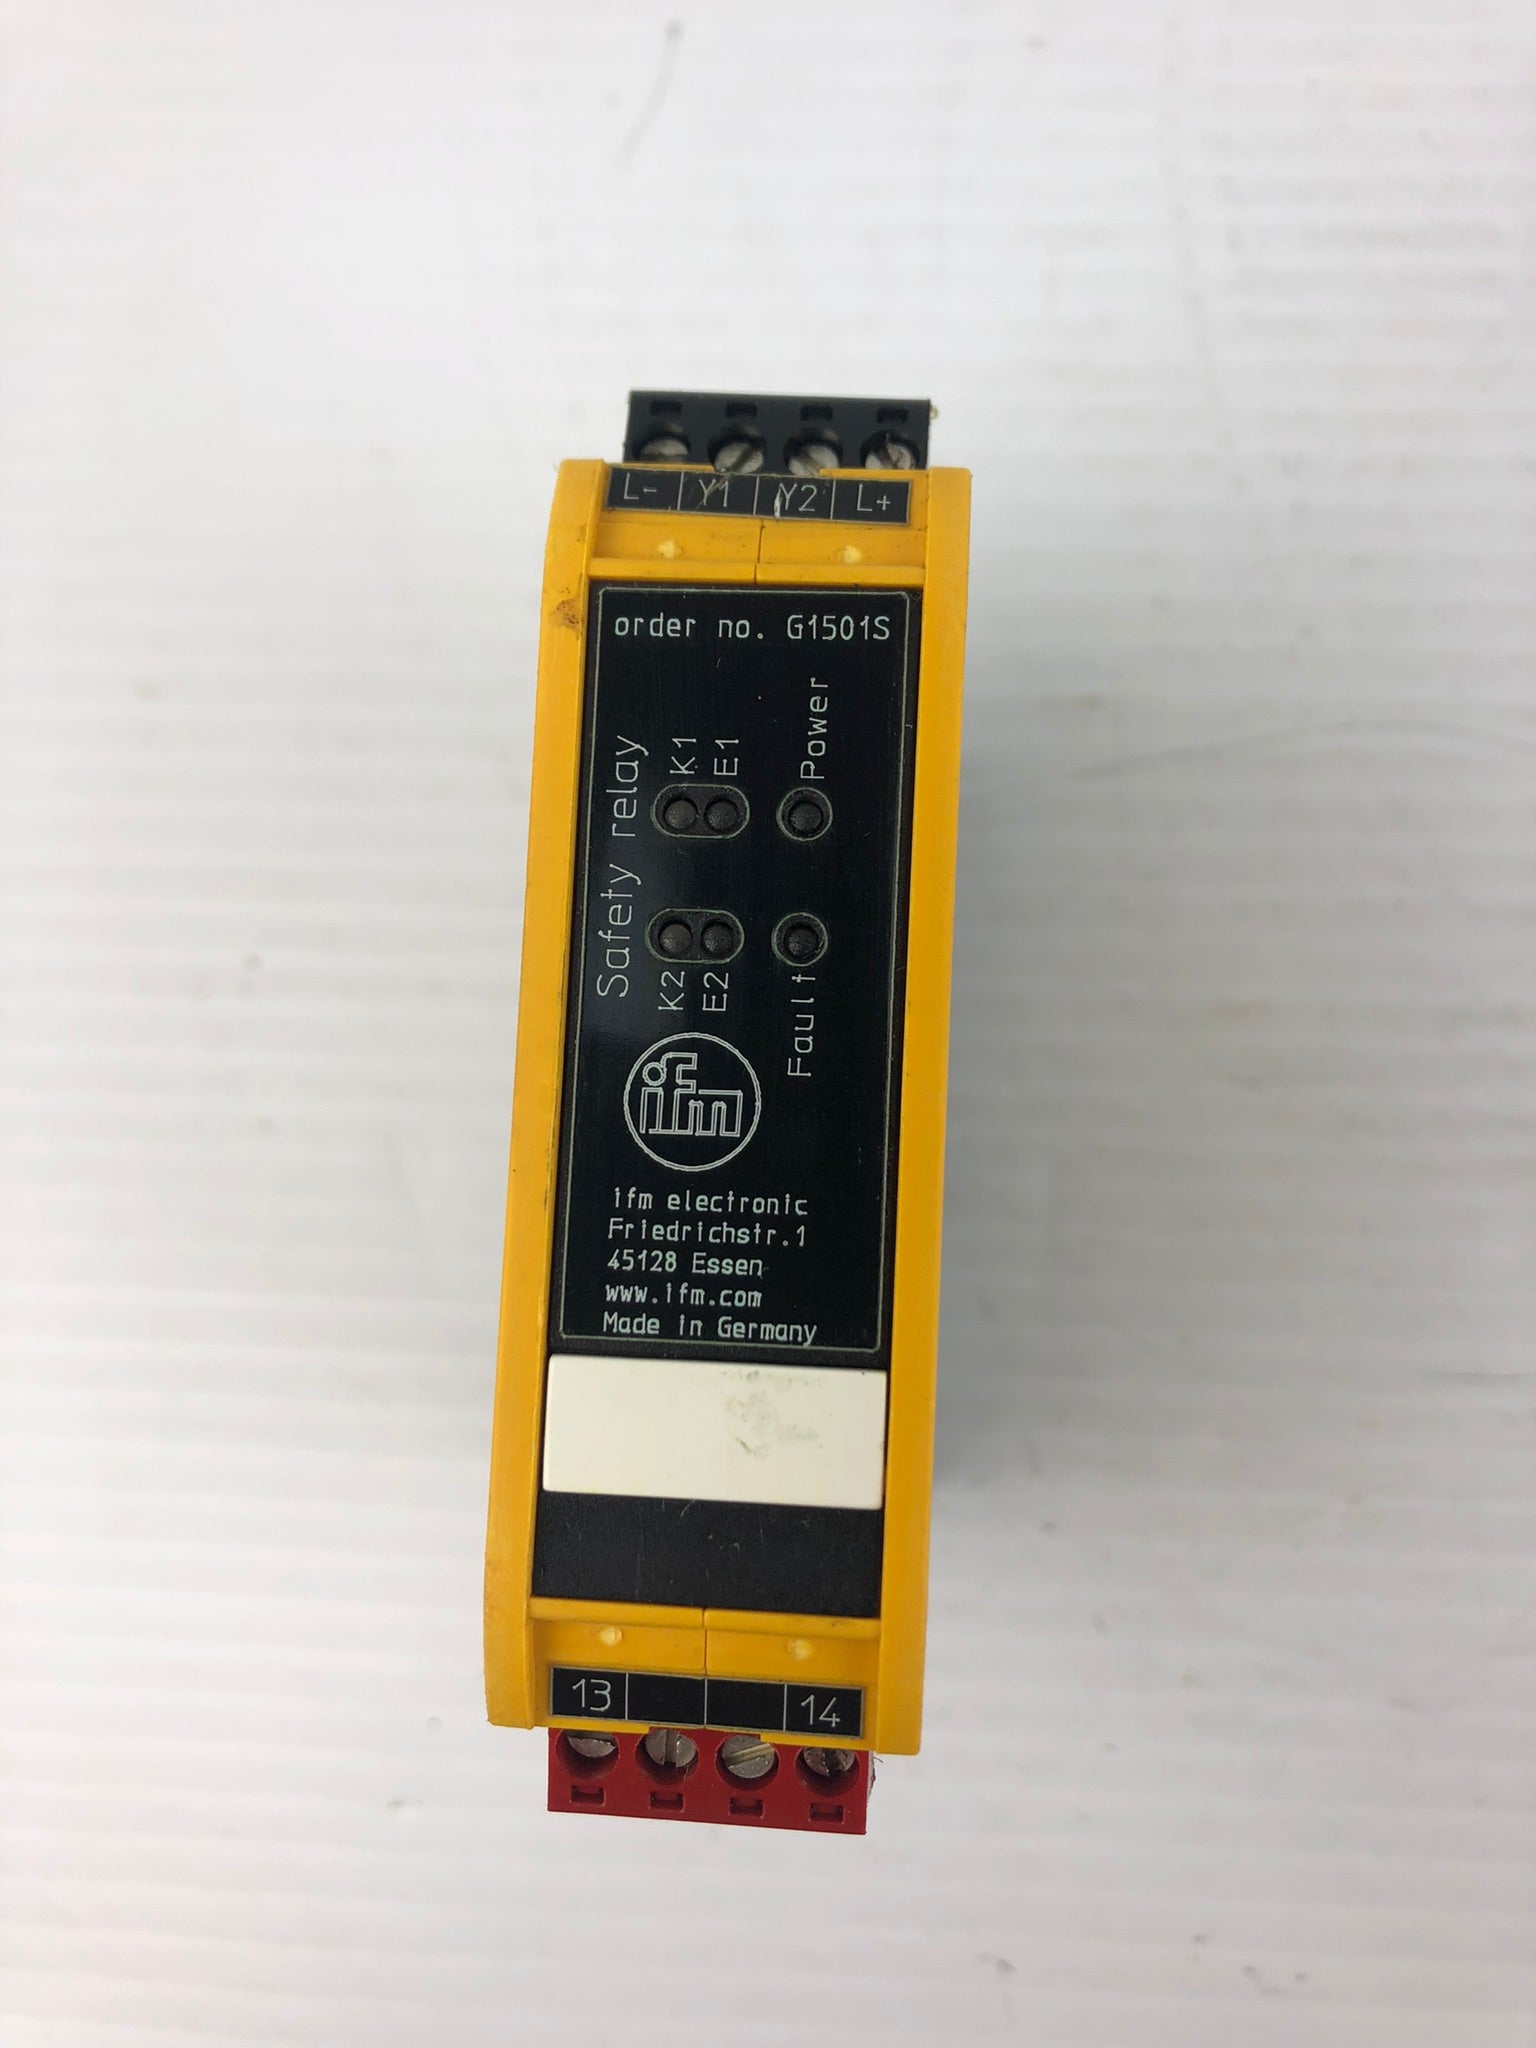 L- Y1 Y2 L+
order no. G1501S
Safety relay
K1 E1 Power
K2 E2 Fault
ifm
ifm electronic
Friedrichstr.1
45128 Essen
www.ifm.com
Made in Germany
13 14